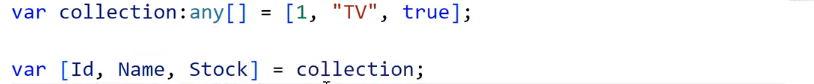 var collection:any[] = [1, "TV", true];
var [Id, Name, Stock] = collection;